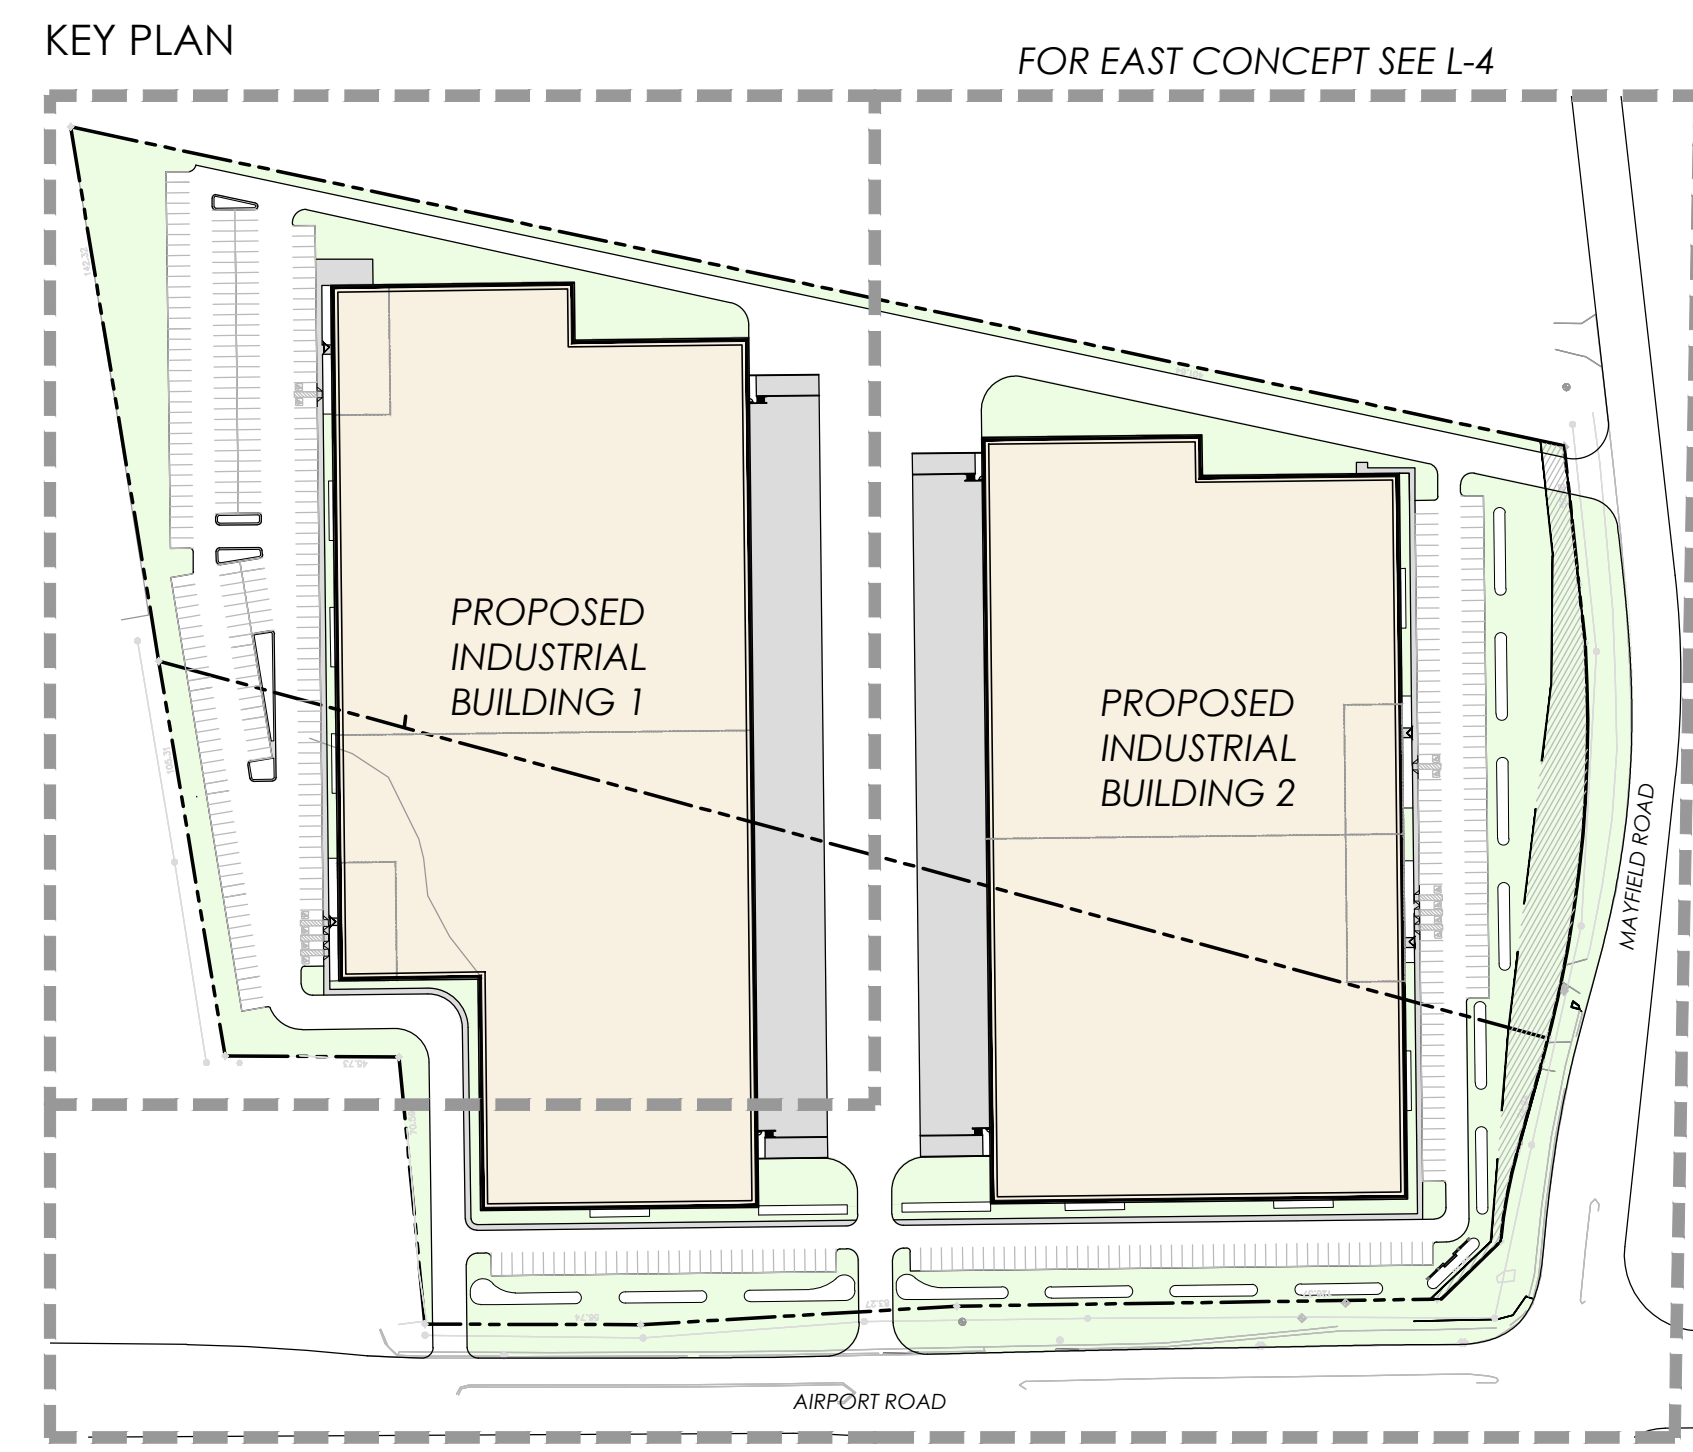 KEY PLAN
FOR EAST CONCEPT SEE L-4
PROPOSED
INDUSTRIAL
BUILDING 1
PROPOSED
INDUSTRIAL
BUILDING 2
MAYFIELD ROAD
AIRPORT ROAD